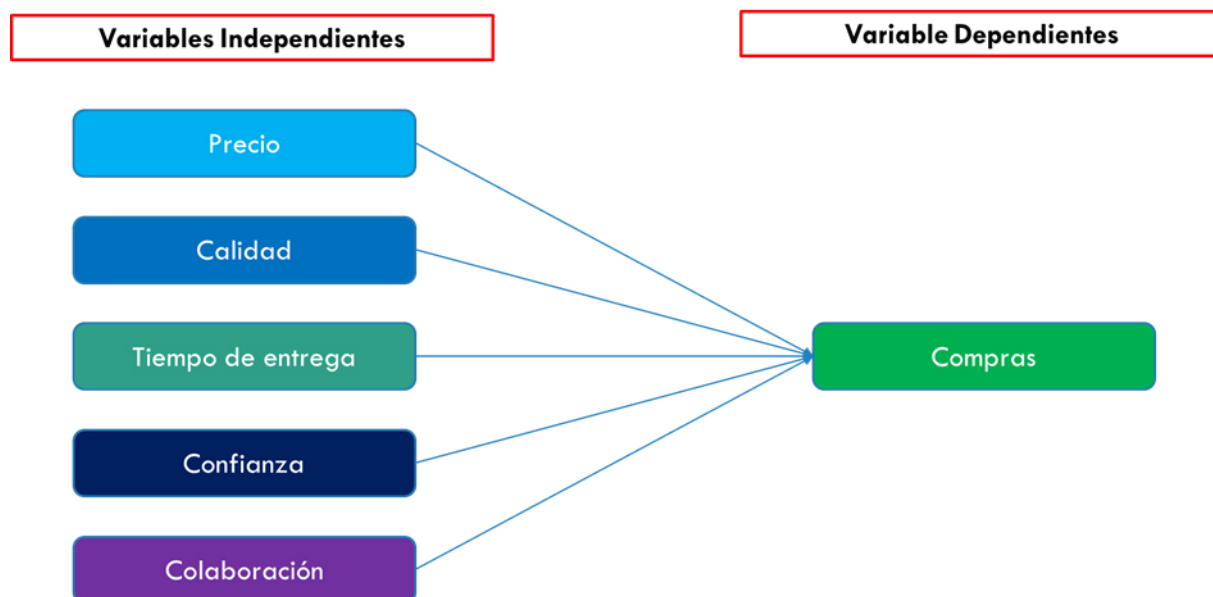 Variables Independientes
Variable Dependientes
Precio
Calidad
Tiempo de entrega
Compras
Confianza
Colaboración